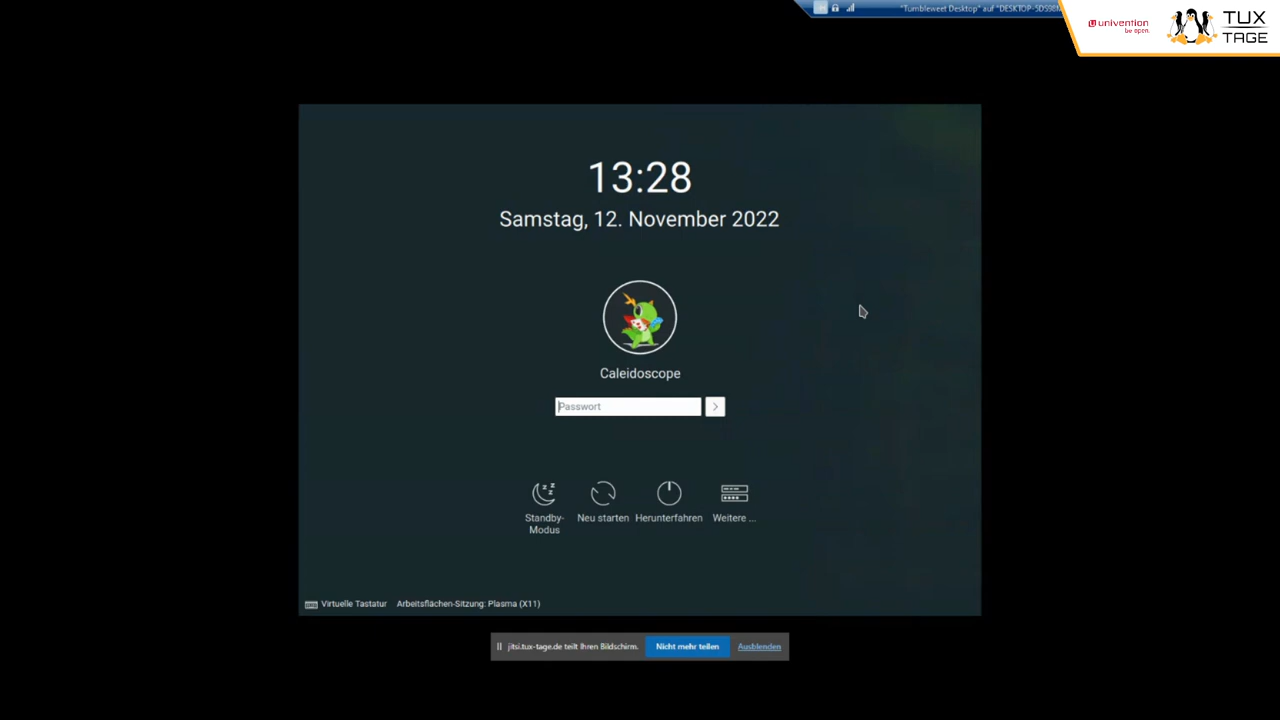 "Tumbleweet Desktop" auf "DESKTOP-
univention
be open.
TUX
TAGE
13:28
Samstag, 12. November 2022
Caleidoscope
Passwort
Standby-
Modus
Neu starten
Herunterfahren
Weitere ...
Virtuelle Tastatur
Arbeitsflächen-Sitzung: Plasma (X11)
jitsi.tux-tage.de teilt Ihren Bildschirm.
Nicht mehr teilen
Ausblenden